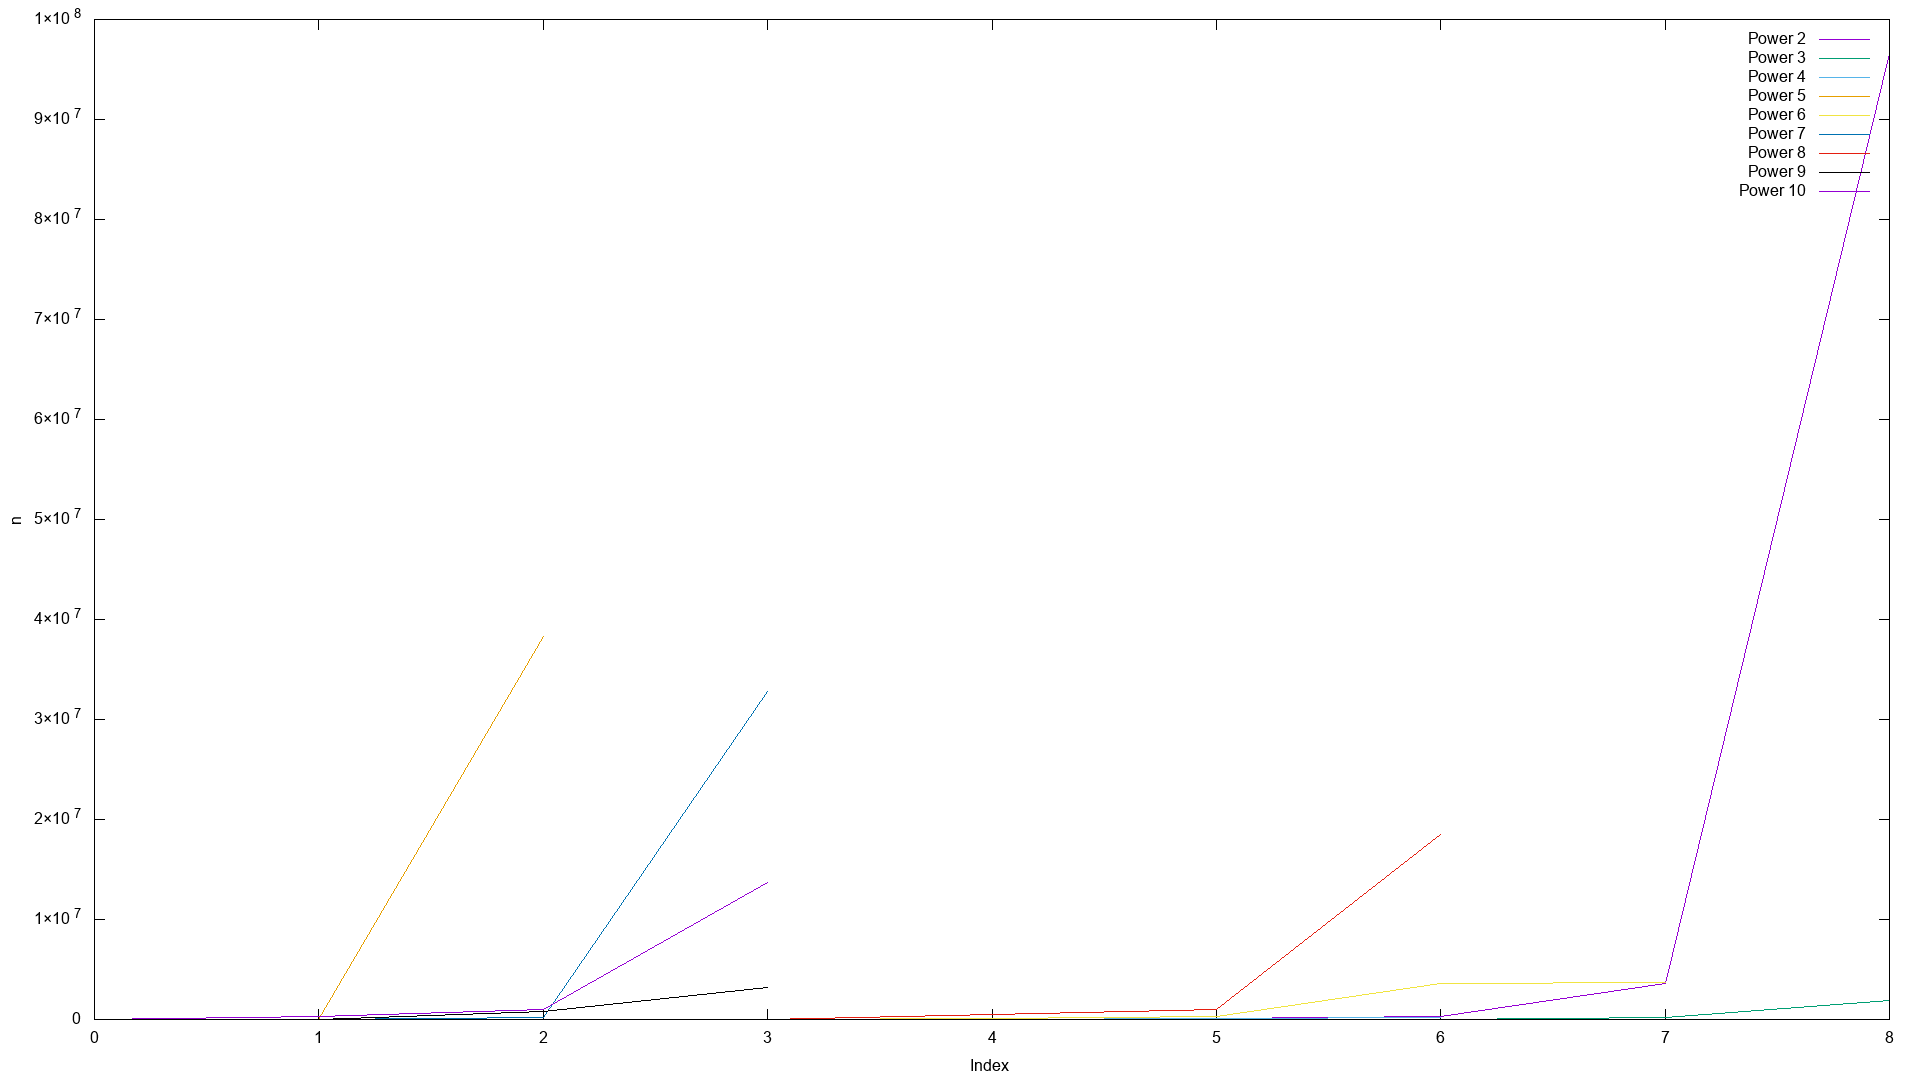 1×10 8
9×10 7
8×10 7
7×10 7
6×10 7
5×10 7
4×10 7
3×10 7
2×10 7
1×10 7
0
n
Power 2
Power 3
Power 4
Power 5
Power 6
Power 7
Power 8
Power 9
Power 10
0 1 2 3 4 5 6 7 8
Index